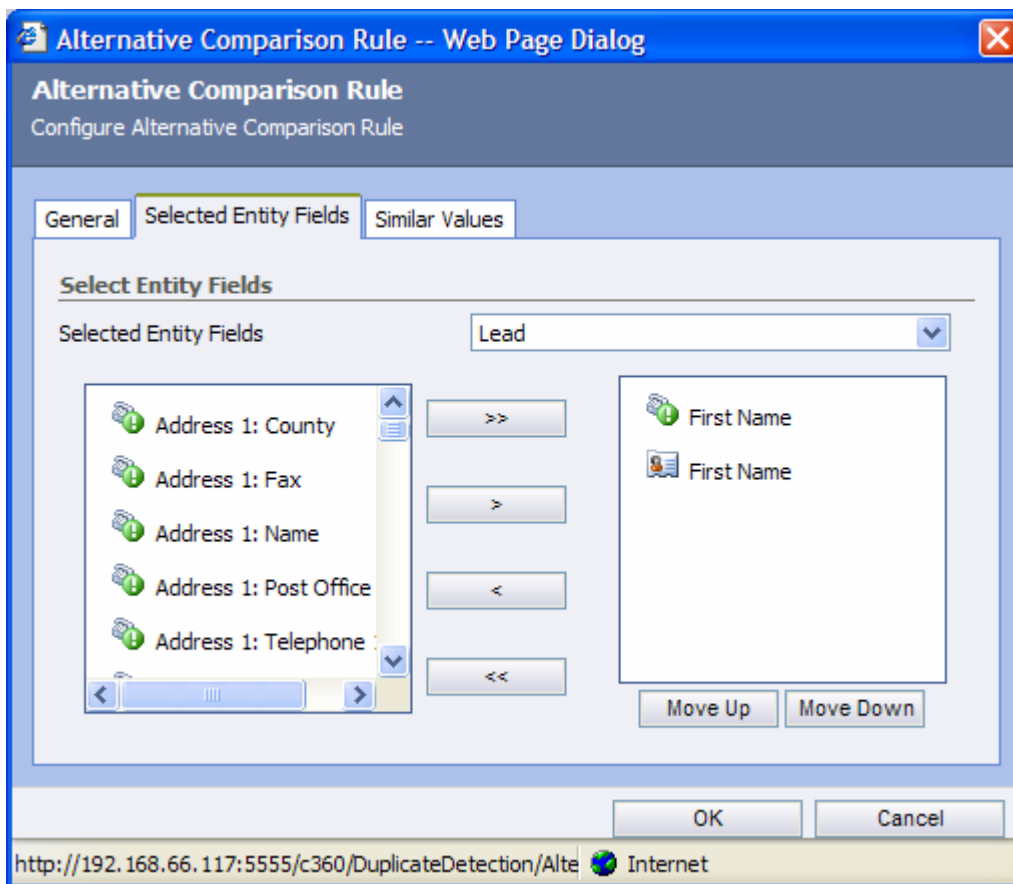 Alternative Comparison Rule -- Web Page Dialog
Alternative Comparison Rule
Configure Alternative Comparison Rule
General
Selected Entity Fields
Similar Values
Select Entity Fields
Selected Entity Fields
Lead
Address 1: County
Address 1: Fax
Address 1: Name
Address 1: Post Office
Address 1: Telephone
>>
>
<
<<
First Name
First Name
Move Up
Move Down
OK
Cancel
http://192.168.66.117:5555/c360/DuplicateDetection/Alte
Internet